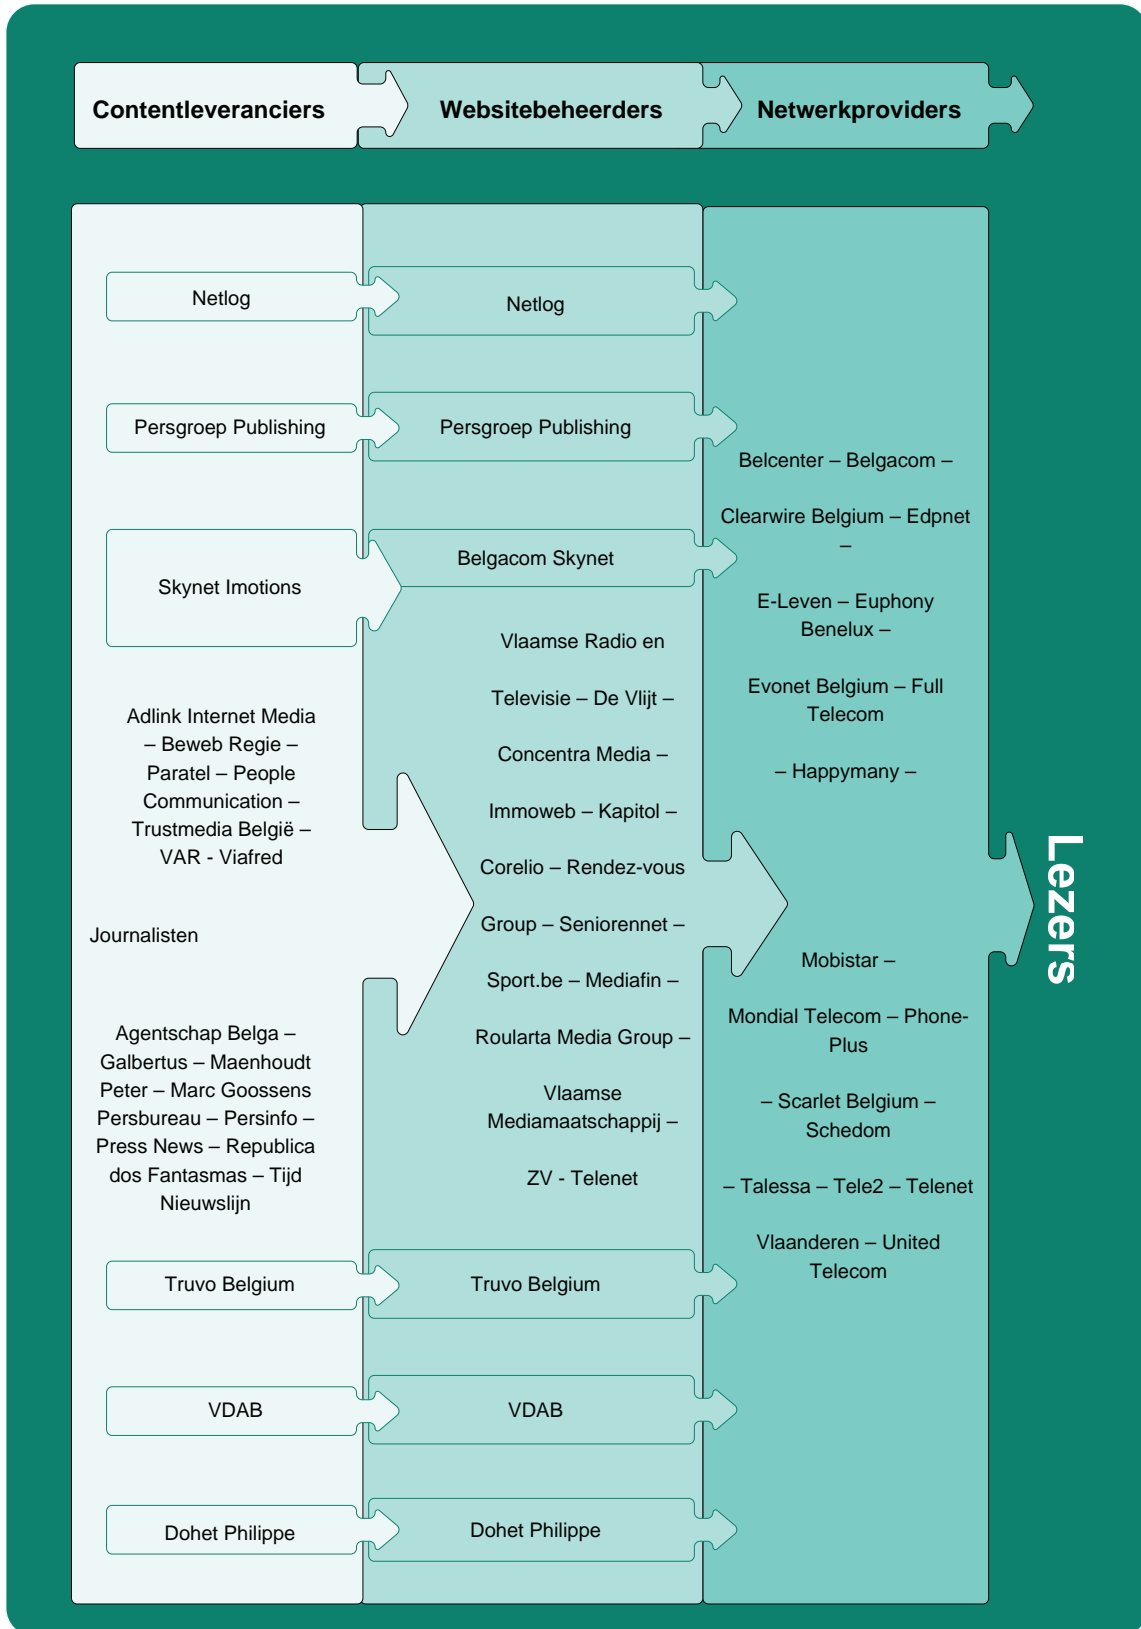 Contentleveranciers
Websitebeheerders
Netwerkproviders
Netlog
Persgroep Publishing
Skynet Imotions
Adlink Internet Media
– Beweb Regie –
Paratel – People
Communication –
Trustmedia België –
VAR - Viafred
Journalisten
Agentschap Belga –
Galbertus – Maenhoudt
Peter – Marc Goossens
Persbureau – Persinfo –
Press News – Republica
dos Fantasmas – Tijd
Nieuwslijn
Truvo Belgium
VDAB
Dohet Philippe
Netlog
Persgroep Publishing
Belgacom Skynet
Vlaamse Radio en
Televisie – De Vlijt –
Concentra Media –
Immoweb – Kapitol –
Corelio – Rendez-vous
Group – Seniorennet –
Sport.be – Mediafin –
Roularta Media Group –
Vlaamse
Mediamaatschappij –
ZV - Telenet
Truvo Belgium
VDAB
Dohet Philippe
Belcenter – Belgacom –
Clearwire Belgium – Edpnet
–
E-Leven – Euphony
Benelux –
Evonet Belgium – Full
Telecom
– Happymany –
Mobistar –
Mondial Telecom – Phone-
Plus
– Scarlet Belgium –
Schedom
– Talessa – Tele2 – Telenet
Vlaanderen – United
Telecom
Lezers